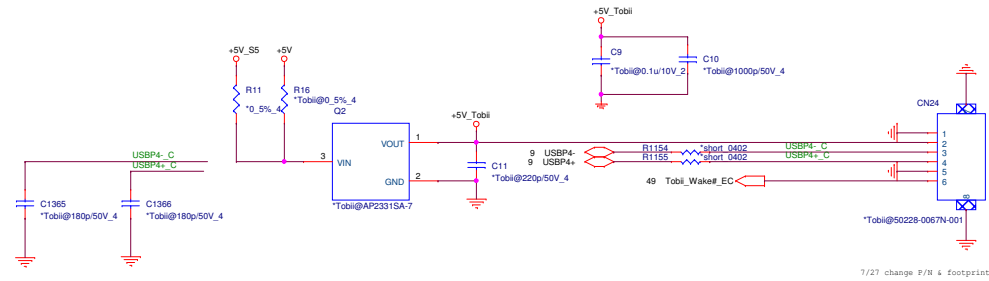 +5V_Tobii
C9
*Tobii@0.1u/10V_2
C10
*Tobii@1000p/50V_4
+5V_S5
+5V
R11
*0_5%_4
R16
*Tobii@0_5%_4
Q2
VIN
3
VOUT
1
GND
2
*Tobii@AP2331SA-7
+5V_Tobii
C11
*Tobii@220p/50V_4
USBP4-_C
USBP4+_C
C1365
*Tobii@180p/50V_4
C1366
*Tobii@180p/50V_4
9 USBP4-
9 USBP4+
R1154 *short_0402 USBP4-_C
R1155 *short_0402 USBP4+_C
49 Tobii_Wake#_EC
CN24
1
2
3
4
5
6
8
*Tobii@50228-0067N-001
7/27 change P/N & footprint